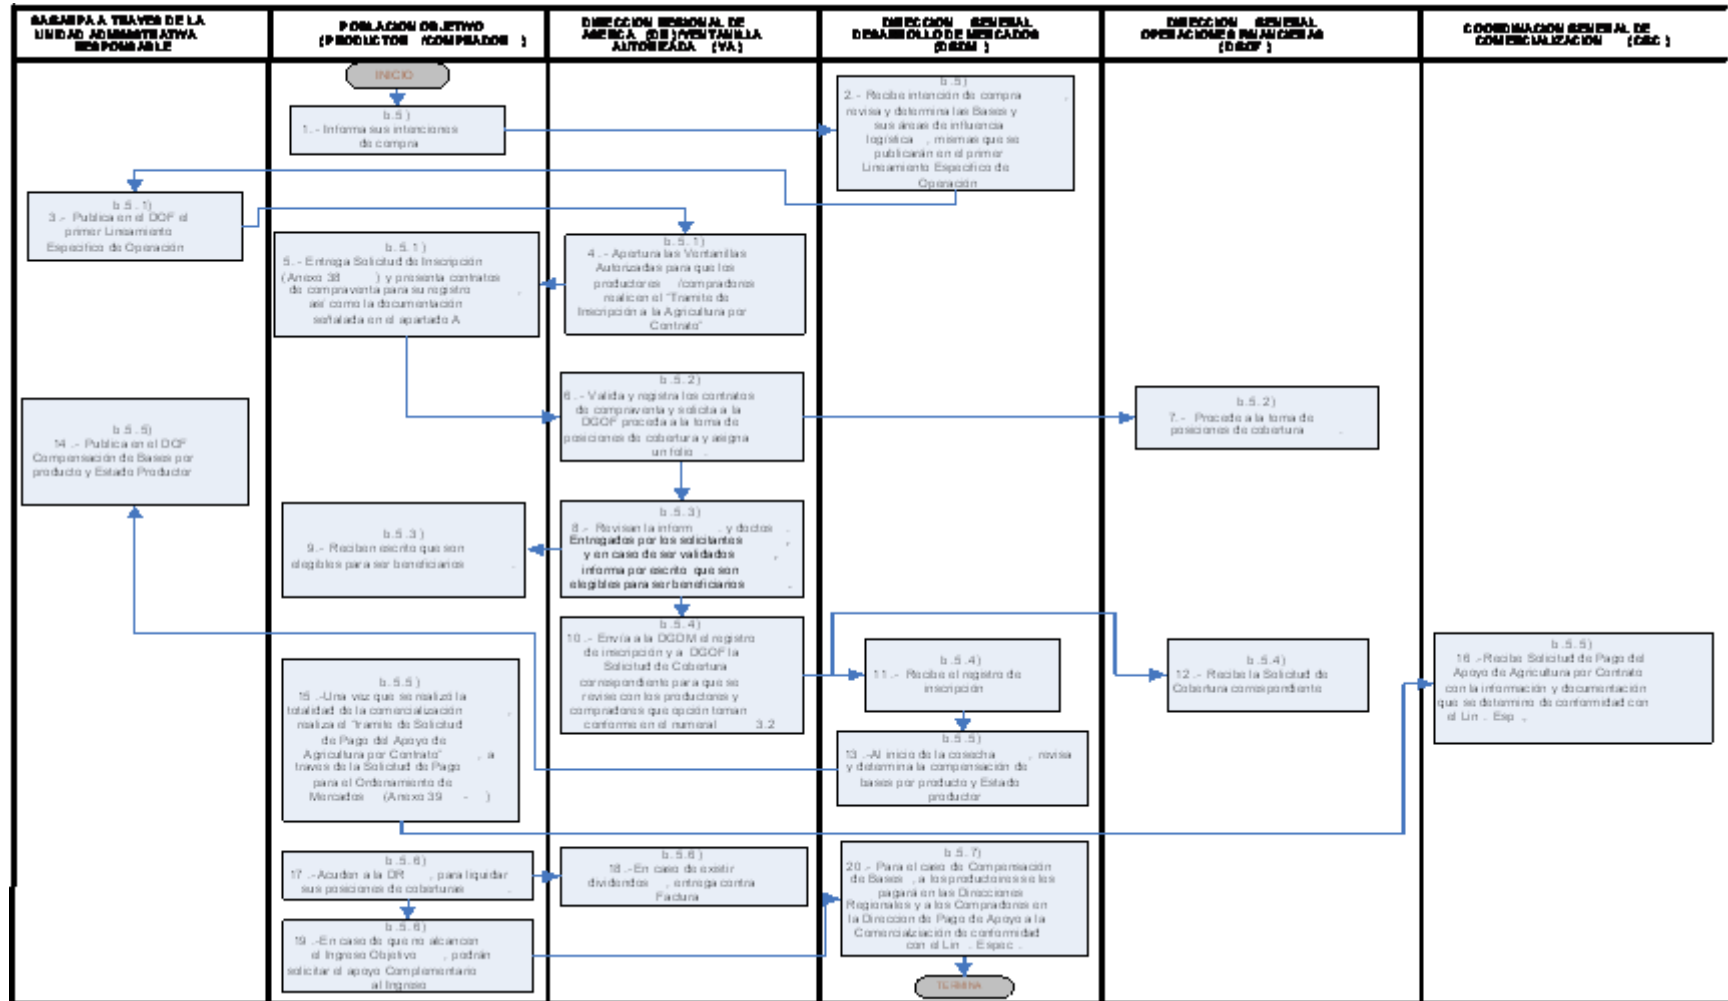 SAGARPA A TRAVES DE LA
UNIDAD ADMINISTRATIVA
RESPONSABLE
POBLACION OBJETIVO
(PRODUCTOR /COMPRADOR )
DIRECCION REGIONAL DE
ASERCA (DR)/VENTANILLA
AUTORIZADA (VA)
DIRECCION GENERAL
DESARROLLO DE MERCADOS
(DGDM )
DIRECCION GENERAL
OPERACIONES FINANCIERAS
(DGOF )
COORDINACION GENERAL DE
COMERCIALIZACION (CGC )
INICIO
b.5)
1.- Informa sus intenciones
de compra
b.5)
2.- Recibe intención de compra ,
revisa y determina las Bases y
sus áreas de influencia
logística , mismas que se
publicarán en el primer
Lineamiento Específico de
Operación
b.5.1)
3.- Publica en el DOF el
primer Lineamiento
Específico de Operación
b.5.1)
4.- Apertura las Ventanillas
Autorizadas para que los
productores /compradores
realicen el "Tramite de
Inscripción a la Agricultura por
Contrato"
b.5.1)
5.- Entrega Solicitud de Inscripción
(Anexo 38 ) y presenta contratos
de compraventa para su registro ,
así como la documentación
señalada en el apartado A
b.5.2)
6.- Valida y registra los contratos
de compraventa y solicita a la
DGOF proceda a la toma de
posiciones de cobertura y asigna
un folio .
b.5.2)
7.- Procede a la toma de
posiciones de cobertura .
b.5.3)
8.- Revisan la inform . y doctos .
Entregados por los solicitantes ,
y en caso de ser validados ,
informa por escrito que son
elegibles para ser beneficiarios .
b.5.3)
9.- Reciben escrito que son
elegibles para ser beneficiarios .
b.5.4)
10.- Envía a la DGDM el registro
de inscripción y a DGOF la
Solicitud de Cobertura
correspondiente para que se
revise con los productores y
compradores que opción toman
conforme en el numeral 3.2
b.5.4)
11.- Recibe el registro de
inscripción
b.5.4)
12.- Recibe la Solicitud de
Cobertura correspondiente
b.5.5)
13.-Al inicio de la cosecha , revisa
y determina la compensación de
bases por producto y Estado
productor
b.5.5)
14.- Publica en el DOF
Compensación de Bases por
producto y Estado Productor
b.5.5)
15.-Una vez que se realizó la
totalidad de la comercialización ,
realiza el "tramite de Solicitud
de Pago del Apoyo de
Agricultura por Contrato" , a
traves de la Solicitud de Pago
para el Ordenamiento de
Mercados (Anexo 39 - )
b.5.5)
16.-Recibe Solicitud de Pago del
Apoyo de Agricultura por Contrato
con la información y documentación
que se determino de conformidad con
el Lin . Esp .
b.5.6)
17.-Acuden a la DR , para liquidar
sus posiciones de coberturas .
b.5.6)
18.-En caso de existir
dividendos , entrega contra
Factura
b.5.6)
19.-En caso de que no alcancen
el Ingreso Objetivo , podrán
solicitar el apoyo Complementario
al Ingreso
b.5.7)
20.- Para el caso de Compensación
de Bases , a los productores se les
pagará en las Direcciones
Regionales y a los Compradores en
la Direccion de Pago de Apoyo a la
Comercialziación de conformidad
con el Lin . Espec .
TERMINA